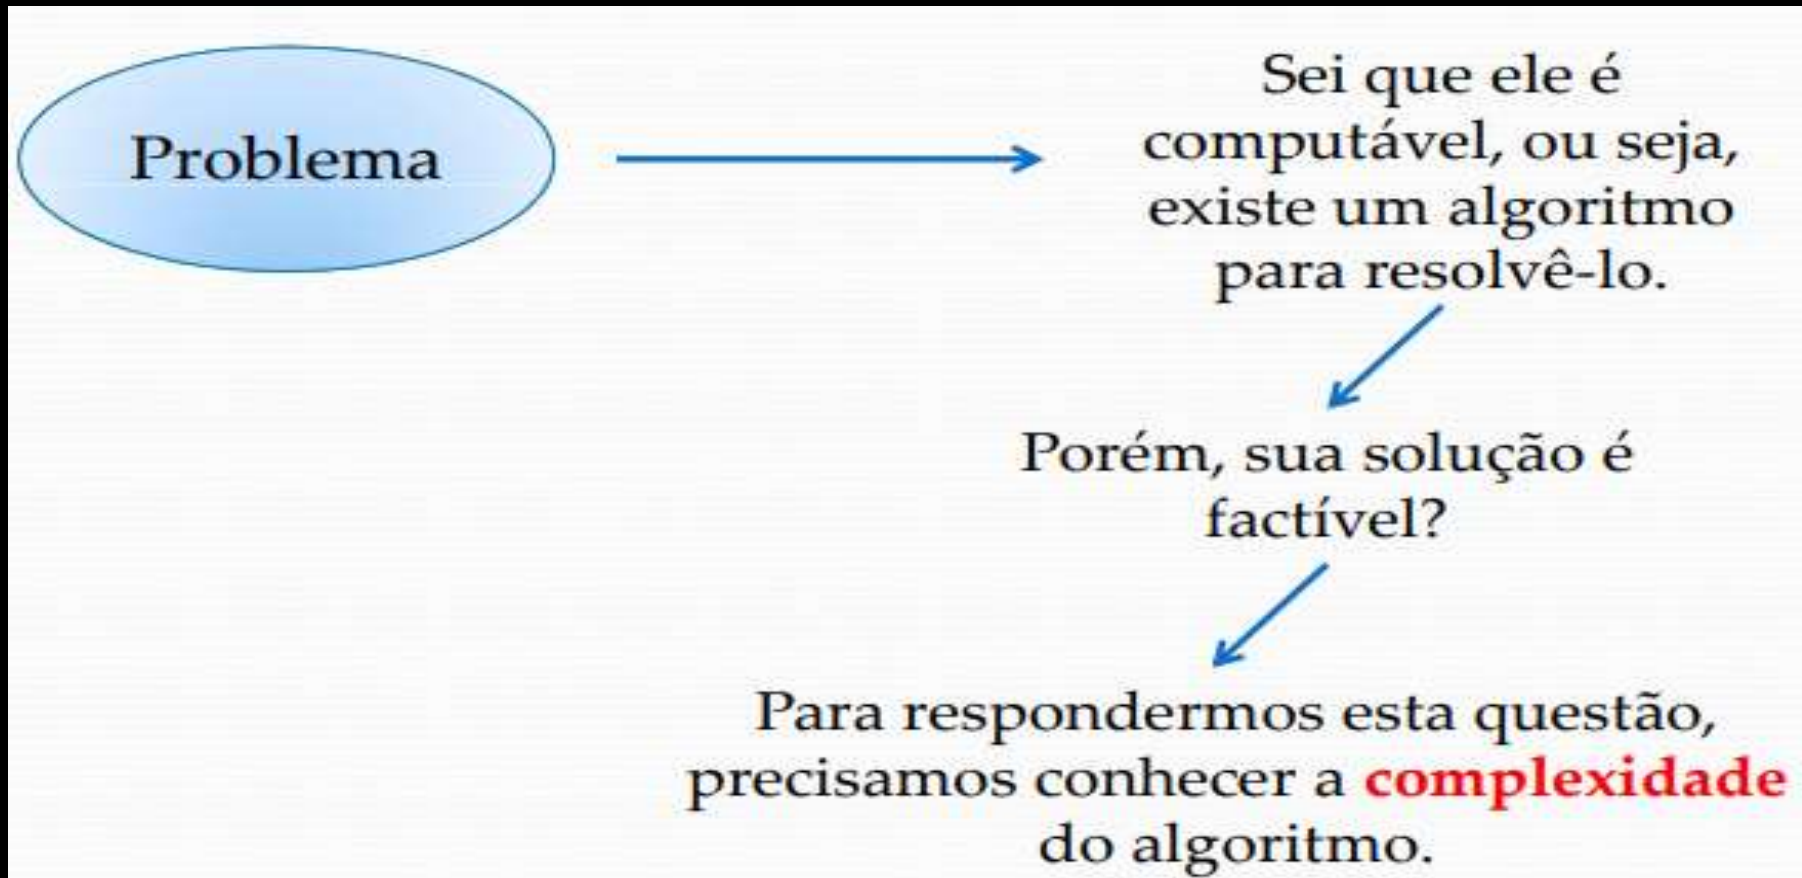 Problema
Sei que ele é
computável, ou seja,
existe um algoritmo
para resolvê-lo.
Porém, sua solução é
factível?
Para respondermos esta questão,
precisamos conhecer a complexidade
do algoritmo.